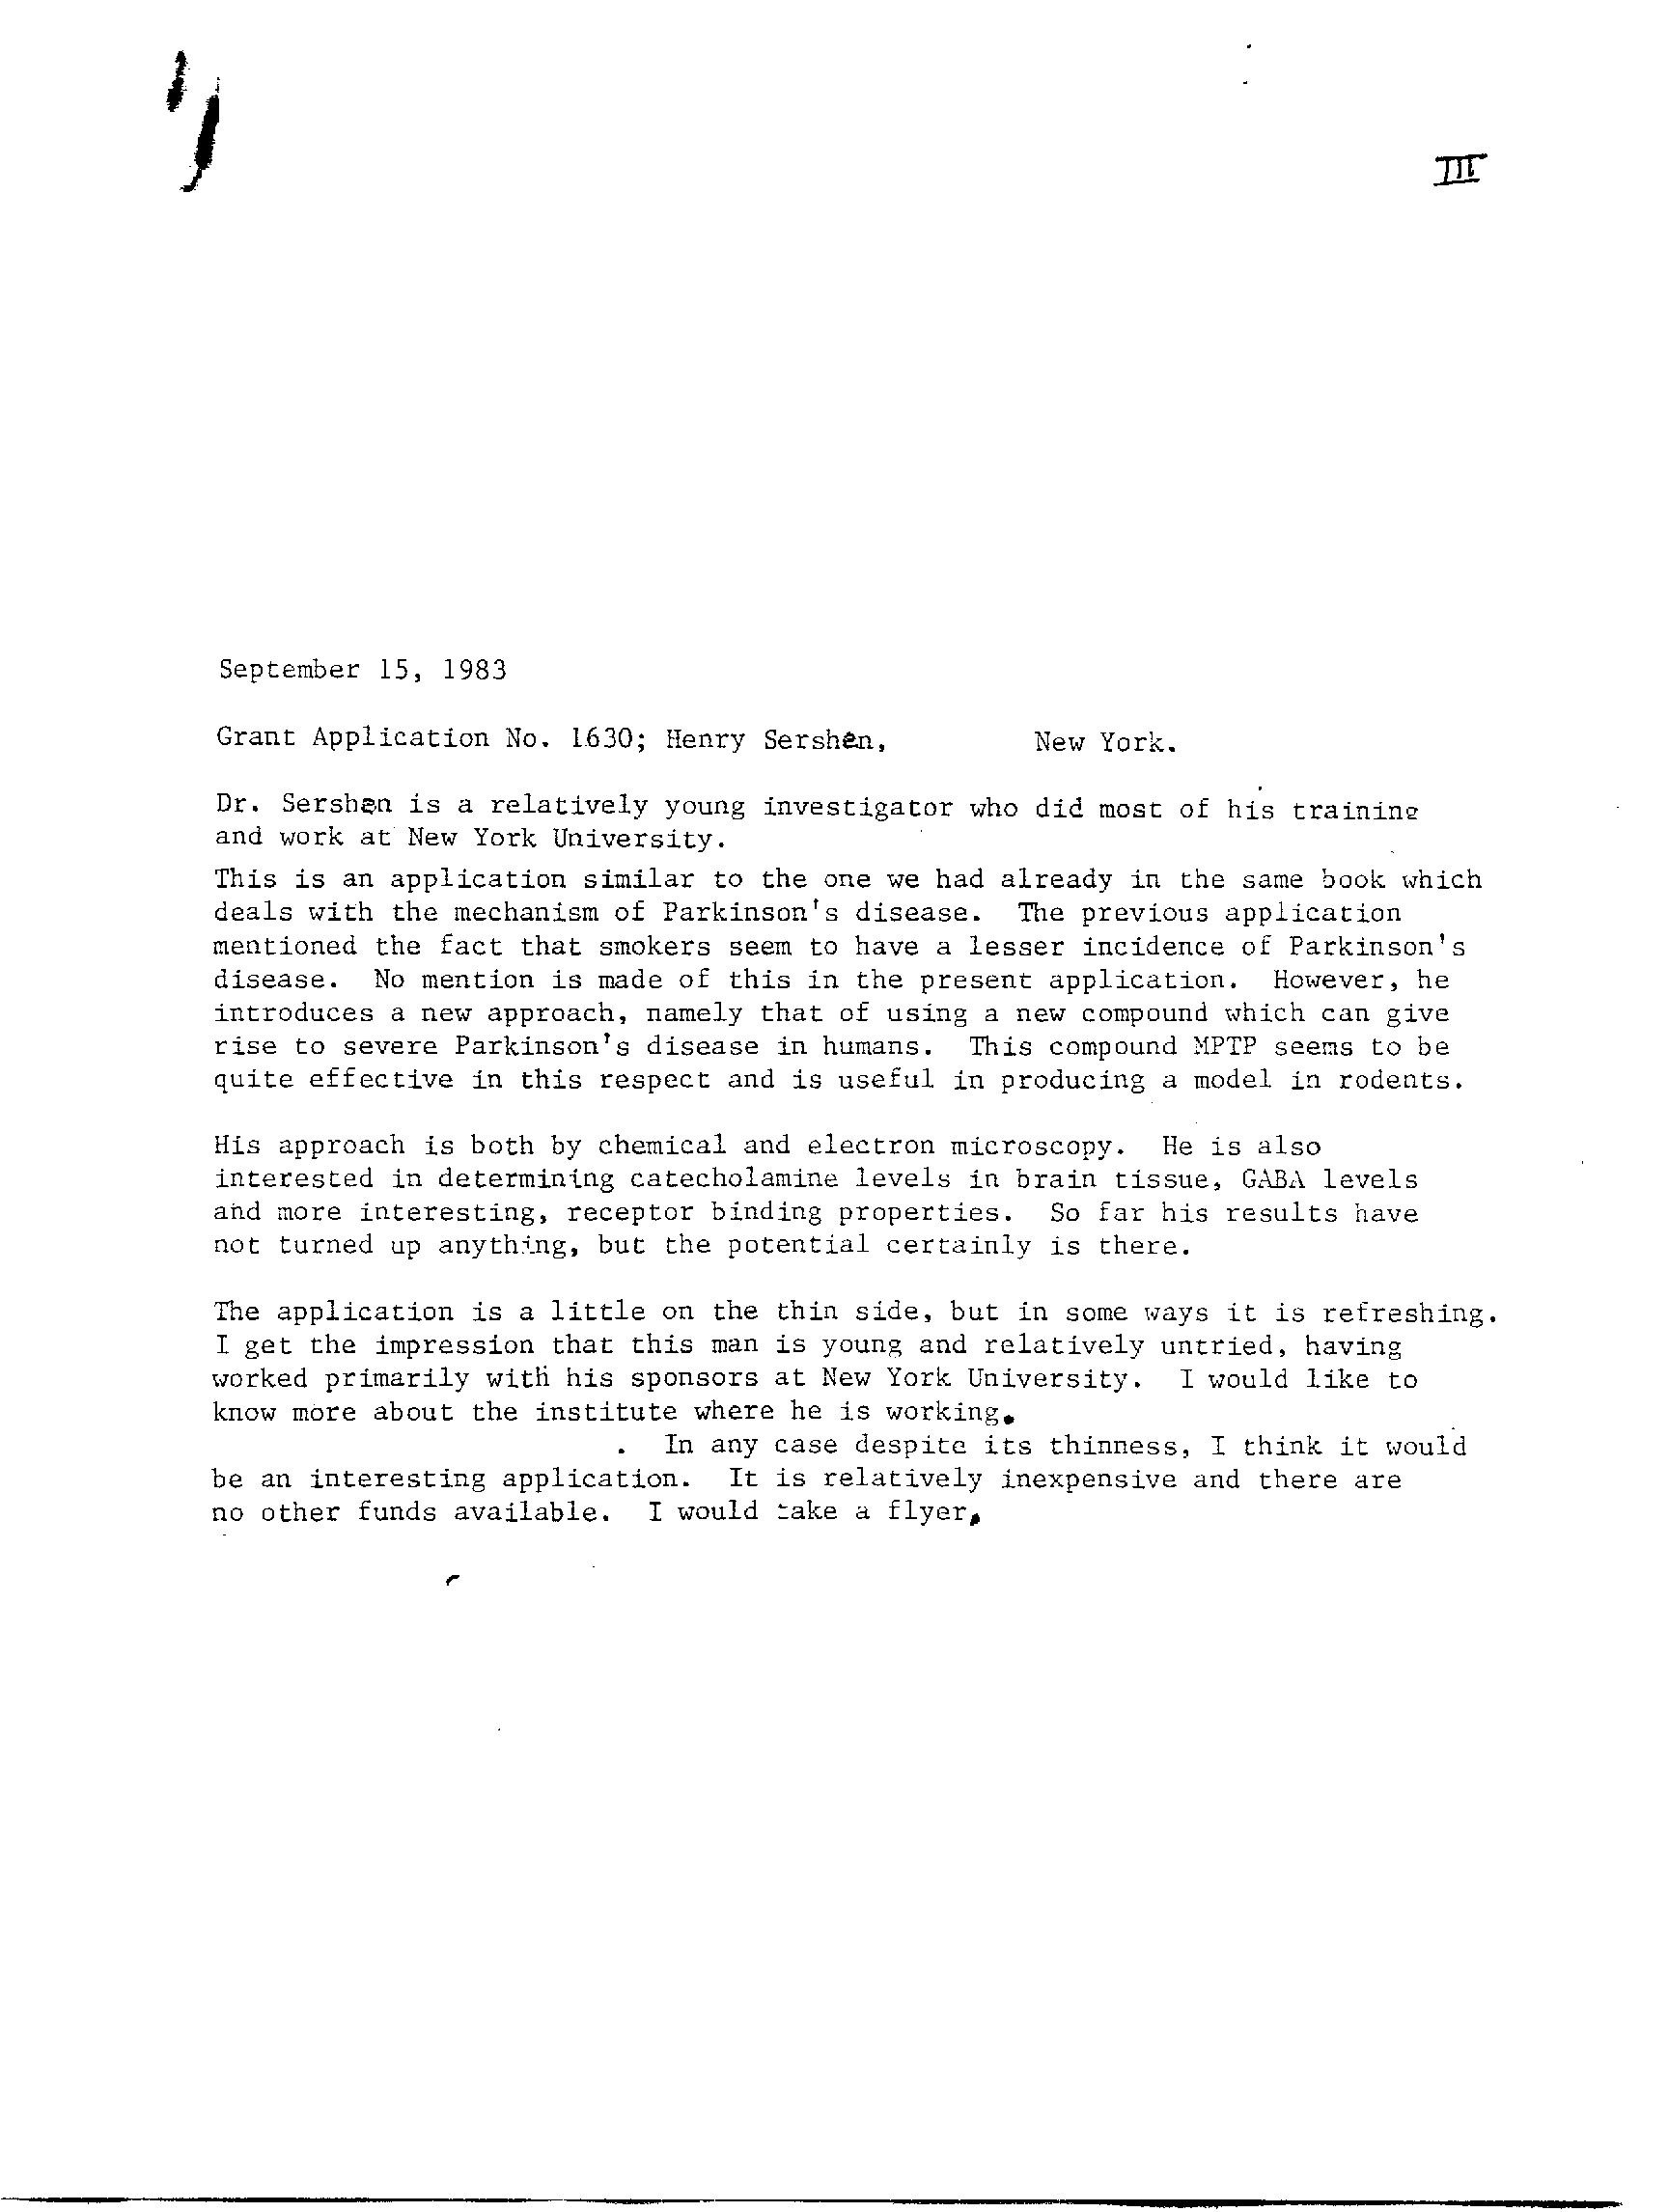 III
September 15, 1983
Grant Application No. 1630; Henry Sershen, New York.
Dr. Sershen is a relatively young investigator who did most of his training
and work at New York University.
This is an application similar to the one we had already in the same book which
deals with the mechanism of Parkinson's disease. The previous application
mentioned the fact that smokers seem to have a lesser incidence of Parkinson's
disease. No mention is made of this in the present application. However, he
introduces a new approach, namely that of using a new compound which can give
rise to severe Parkinson's disease in humans. This compound MPTP seems to be
quite effective in this respect and is useful in producing a model in rodents.
His approach is both by chemical and electron microscopy. He is also
interested in determining catecholamine levels in brain tissue, GABA levels
and more interesting, receptor binding properties. So far his results have
not turned up anything, but the potential certainly is there.
The application is a little on the thin side, but in some ways it is refreshing.
I get the impression that this man is young and relatively untried, having
worked primarily with his sponsors at New York University. I would like to
know more about the institute where he is working.
. In any case despite its thinness, I think it would
be an interesting application. It is relatively inexpensive and there are
no other funds available. I would take a flyer.